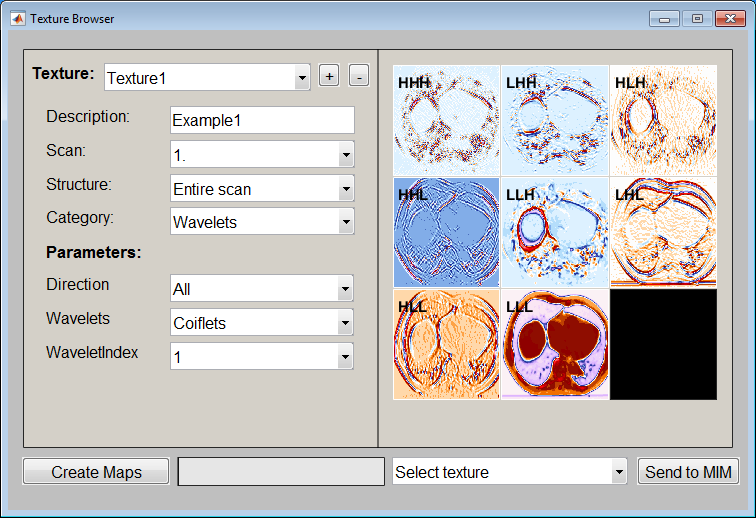 Texture Browser
Texture: Texture1 + -
Description: Example1
Scan: 1.
Structure: Entire scan
Category: Wavelets
Parameters:
Direction All
Wavelets Coiflets
WaveletIndex 1
HHH LHH HLH
HHL LLH LHL
HLL LLL
Create Maps Select texture Send to MIM